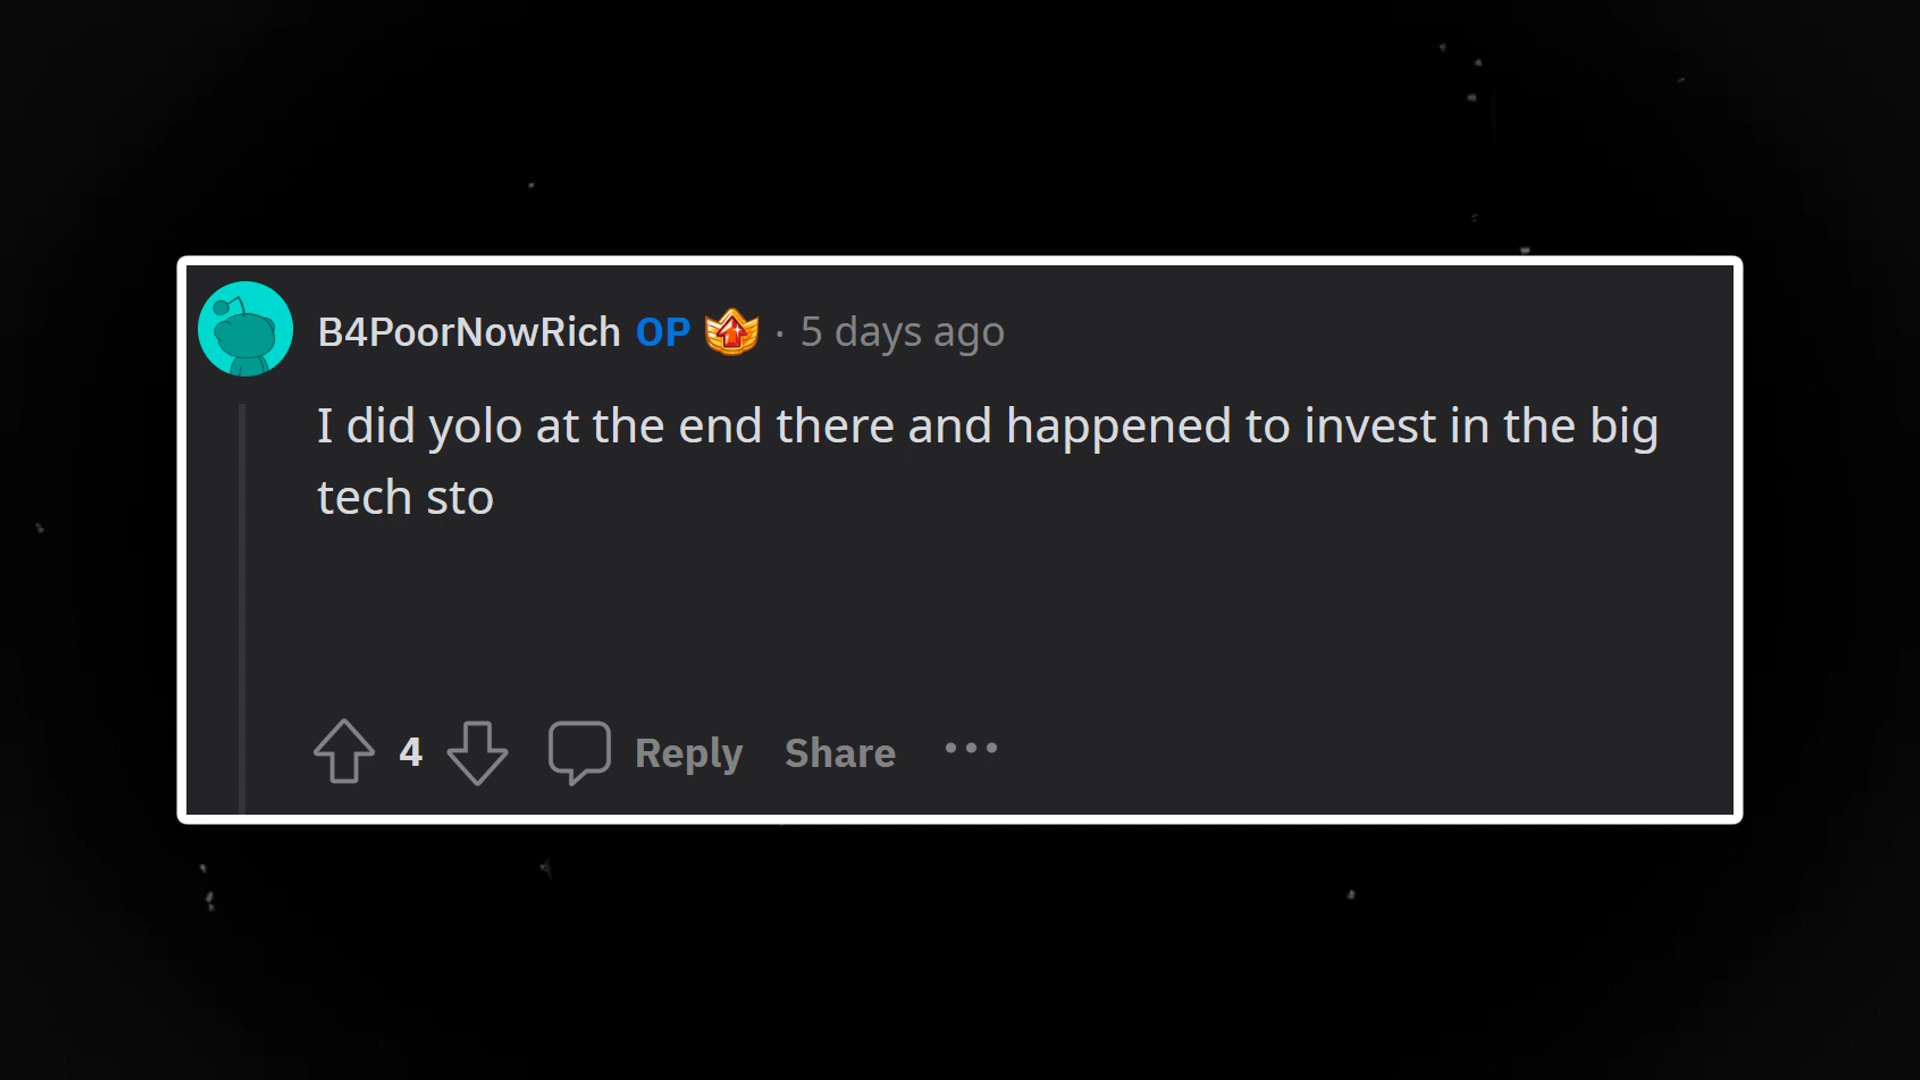 B4PoorNowRich OP · 5 days ago
I did yolo at the end there and happened to invest in the big
tech sto
4 Reply Share ···